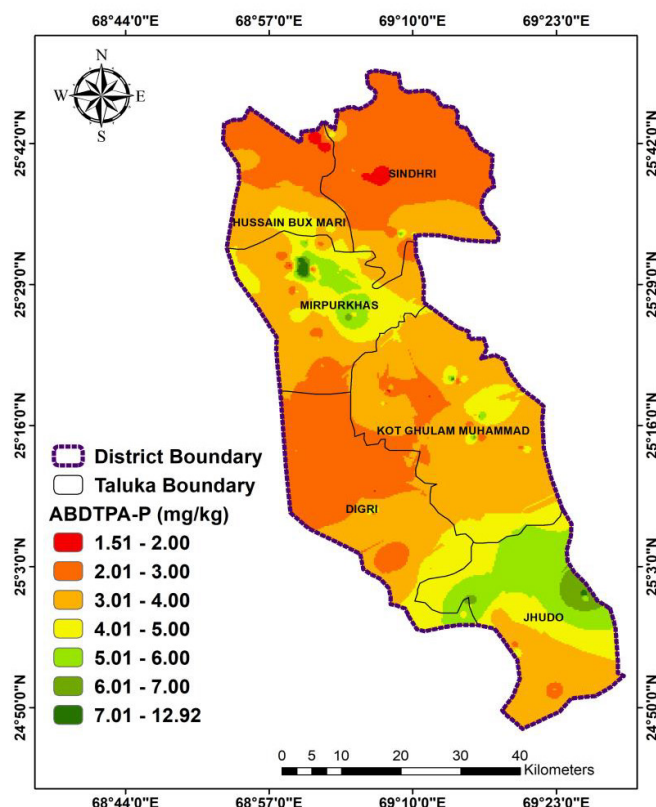 68°44'0"E 68°57'0"E 69°10'0"E 69°23'0"E
N
W E
S
25°42'0"N 25°42'0"N
SINDHRI
HUSSAIN BUX MARI
25°29'0"N 25°29'0"N
MIRPURKHAS
25°16'0"N 25°16'0"N
KOT GHULAM MUHAMMAD
District Boundary
Taluka Boundary
ABDTPA-P (mg/kg)
1.51 - 2.00
2.01 - 3.00
3.01 - 4.00
4.01 - 5.00
5.01 - 6.00
6.01 - 7.00
7.01 - 12.92
DIGRI
25°3'0"N 25°3'0"N
JHUDO
24°50'0"N 24°50'0"N
0 5 10 20 30 40
Kilometers
68°44'0"E 68°57'0"E 69°10'0"E 69°23'0"E